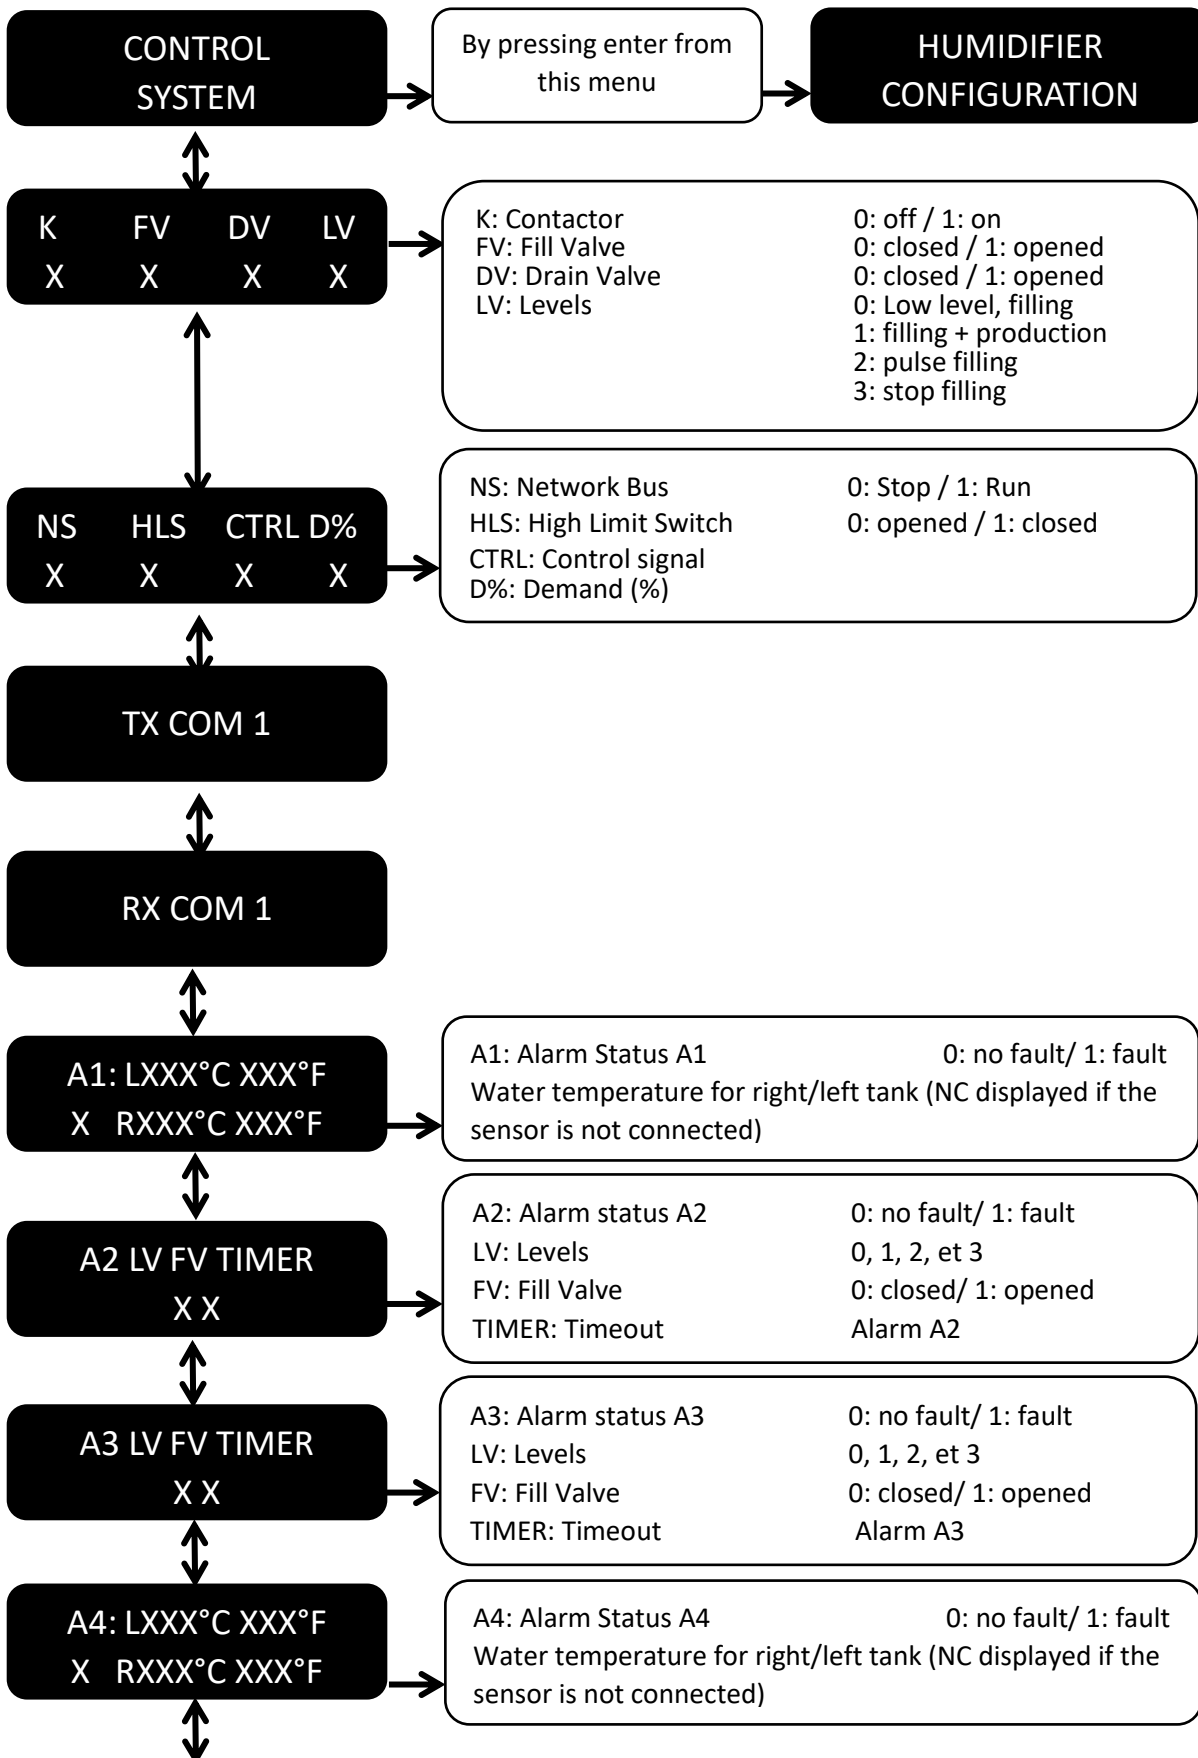 CONTROL
SYSTEM
By pressing enter from
this menu
HUMIDIFIER
CONFIGURATION
K FV DV LV
X X X X
K: Contactor 0: off / 1: on
FV: Fill Valve 0: closed / 1: opened
DV: Drain Valve 0: closed / 1: opened
LV: Levels 0: Low level, filling
1: filling + production
2: pulse filling
3: stop filling
NS HLS CTRL D%
X X X X
NS: Network Bus 0: Stop / 1: Run
HLS: High Limit Switch 0: opened / 1: closed
CTRL: Control signal
D%: Demand (%)
TX COM 1
RX COM 1
A1: LXXX°C XXX°F
X RXXX°C XXX°F
A1: Alarm Status A1 0: no fault/ 1: fault
Water temperature for right/left tank (NC displayed if the
sensor is not connected)
A2 LV FV TIMER
X X
A2: Alarm status A2 0: no fault/ 1: fault
LV: Levels 0, 1, 2, et 3
FV: Fill Valve 0: closed/ 1: opened
TIMER: Timeout Alarm A2
A3 LV FV TIMER
X X
A3: Alarm status A3 0: no fault/ 1: fault
LV: Levels 0, 1, 2, et 3
FV: Fill Valve 0: closed/ 1: opened
TIMER: Timeout Alarm A3
A4: LXXX°C XXX°F
X RXXX°C XXX°F
A4: Alarm Status A4 0: no fault/ 1: fault
Water temperature for right/left tank (NC displayed if the
sensor is not connected)